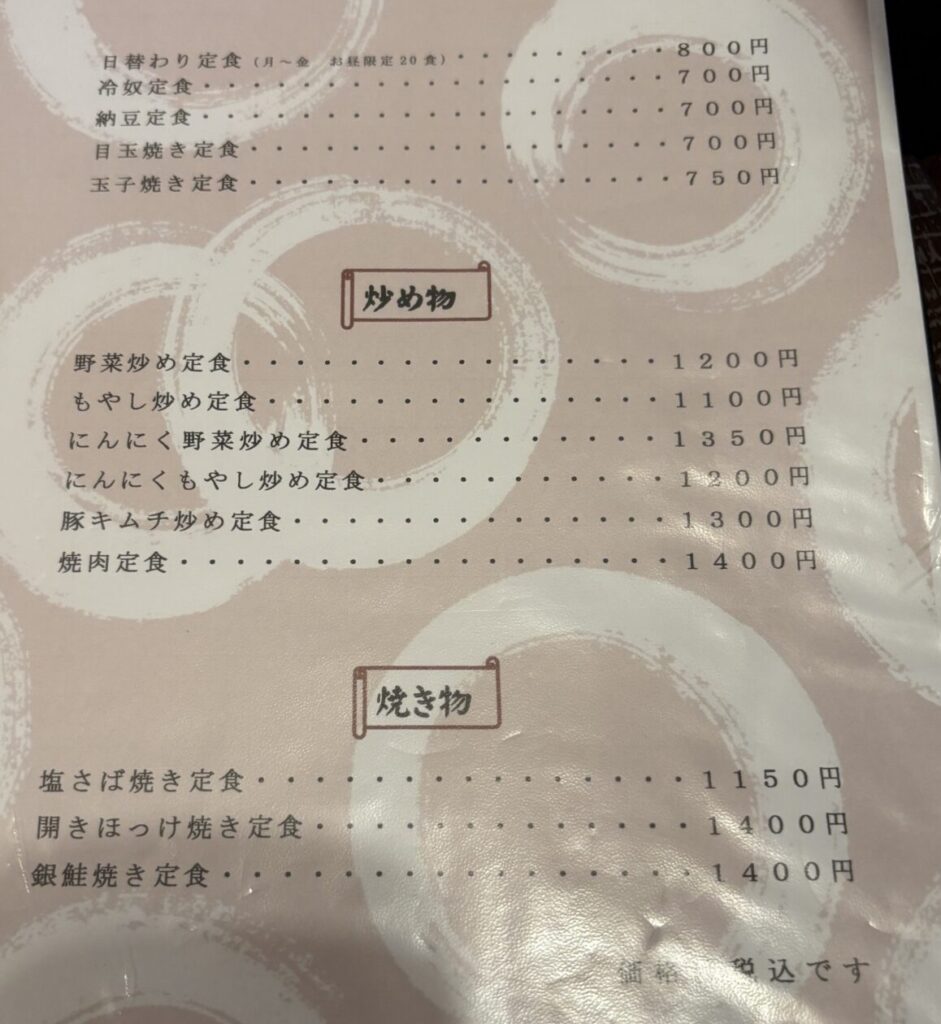 日替わり定食(月〜金 お昼限定20食)・・・・・・・・・・800円
冷奴定食・・・・・・・・・・・・・・・・・・700円
納豆定食・・・・・・・・・・・・・・・・・・700円
目玉焼き定食・・・・・・・・・・・・・・・・700円
玉子焼き定食・・・・・・・・・・・・・・・・750円
炒め物
野菜炒め定食・・・・・・・・・・・・・・・・・1200円
もやし炒め定食・・・・・・・・・・・・・・・・1100円
にんにく野菜炒め定食・・・・・・・・・・・・・1350円
にんにくもやし炒め定食・・・・・・・・・・・・1200円
豚キムチ炒め定食・・・・・・・・・・・・・・・1300円
焼肉定食・・・・・・・・・・・・・・・・・・・1400円
焼き物
塩さば焼き定食・・・・・・・・・・・・・・・・1150円
開きほっけ焼き定食・・・・・・・・・・・・・・1400円
銀鮭焼き定食・・・・・・・・・・・・・・・・・1400円
価格 税込です